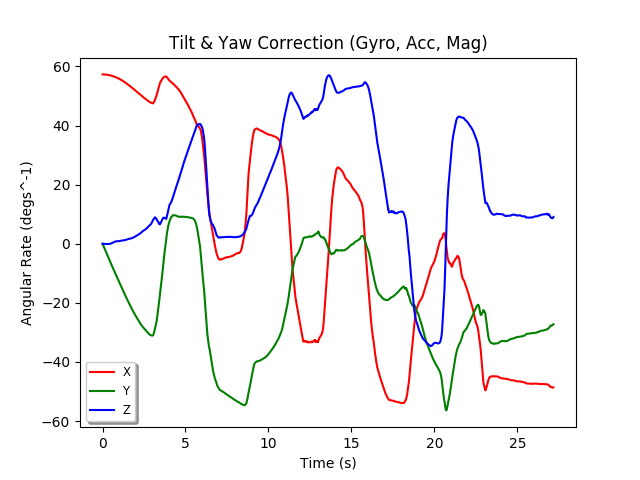 Tilt & Yaw Correction (Gyro, Acc, Mag)
Angular Rate (degs^-1)
60
40
20
0
−20
−40
−60
X
Y
Z
0 5 10 15 20 25
Time (s)